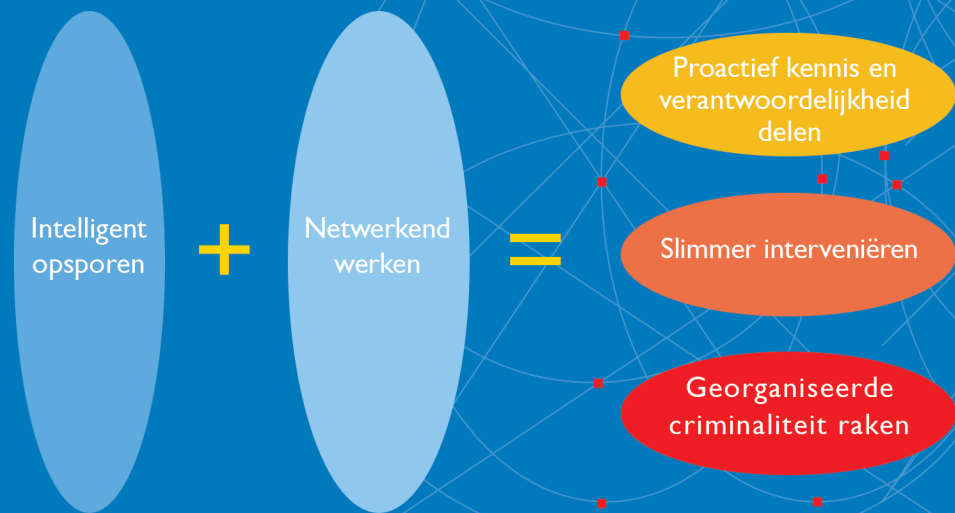 Intelligent
opsporen
+
Netwerkend
werken
=
Proactief kennis en
verantwoordelijkheid
delen
Slimmer interveniëren
Georganiseerde
criminaliteit raken